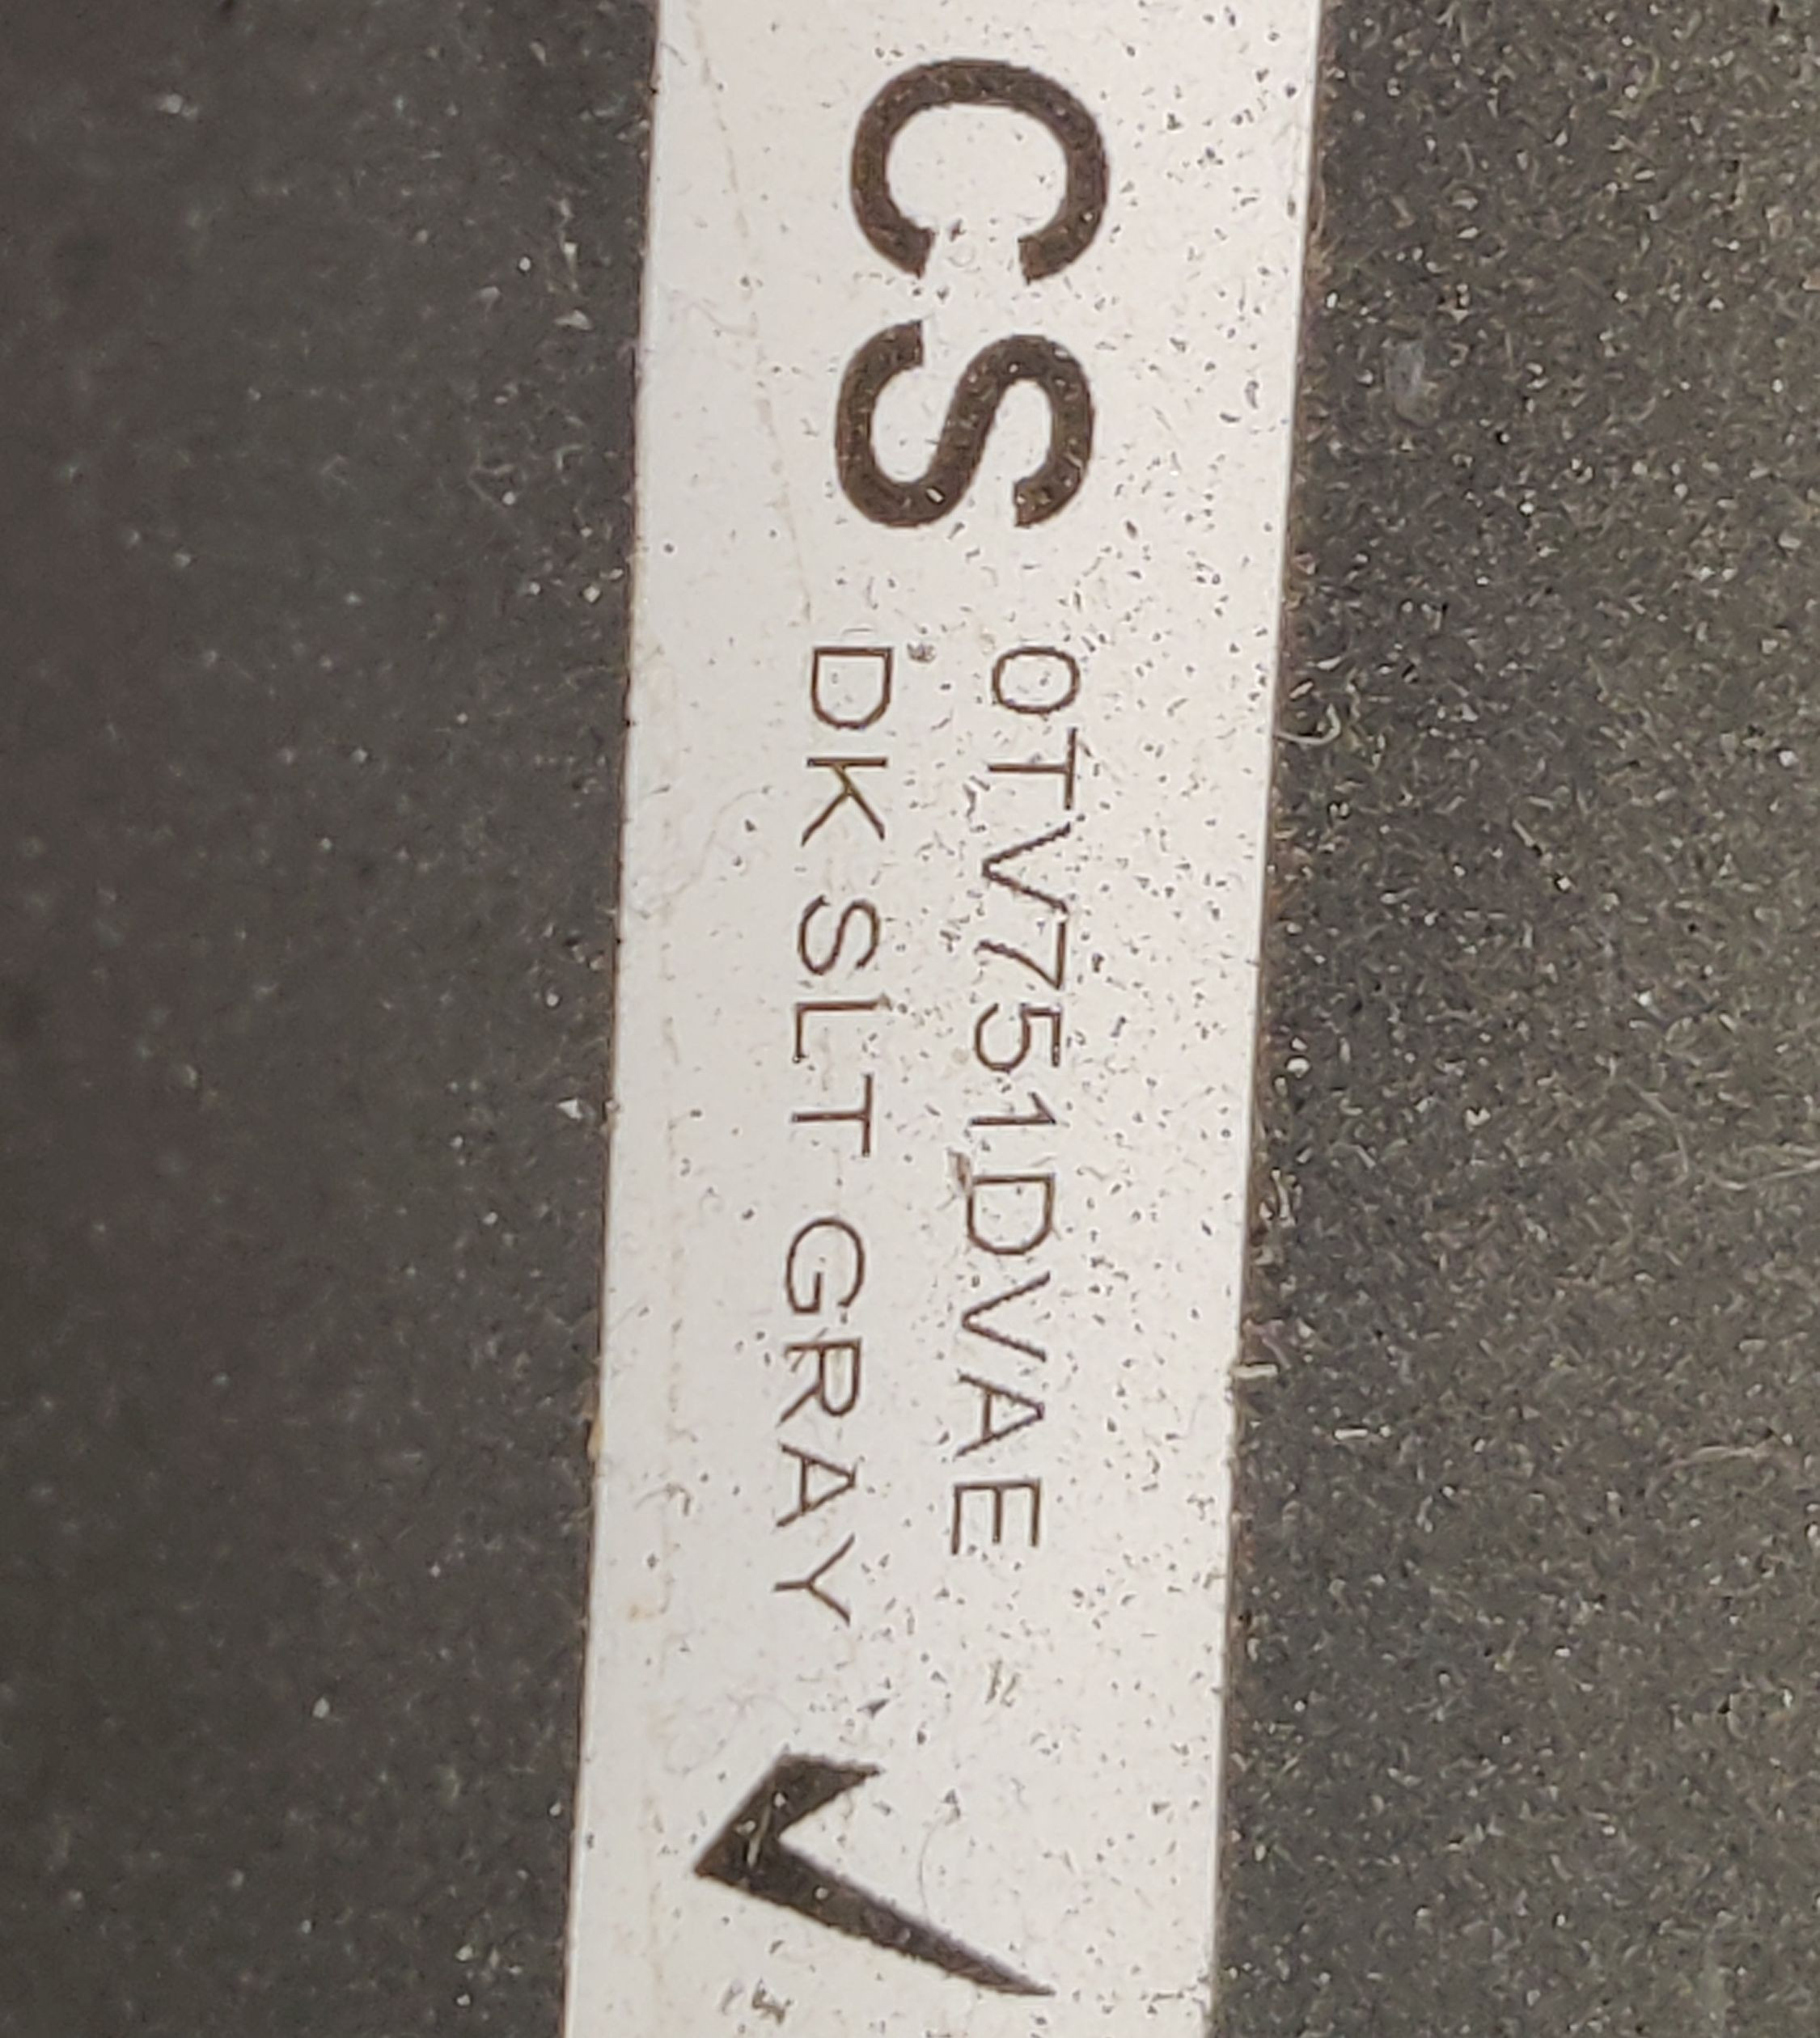 CS
0TV751DVAE
DK SLT GRAY